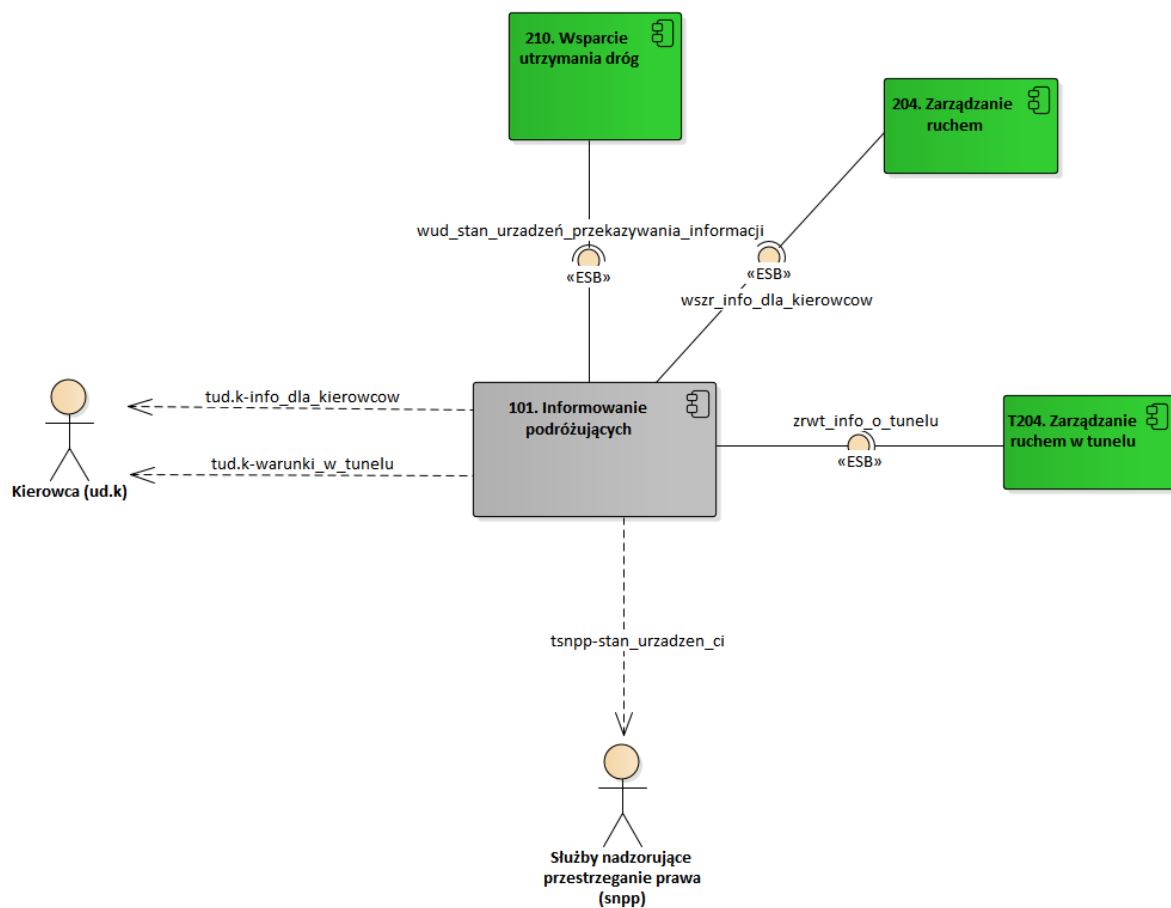 210. Wsparcie
utrzymania dróg
204. Zarządzanie
ruchem
wud_stan_urzadzeń_przekazywania_informacji
«ESB»
«ESB»
wszr_info_dla_kierowcow
tud.k-info_dla_kierowcow
101. Informowanie
podróżujących
zrwt_info_o_tunelu
T204. Zarządzanie
ruchem w tunelu
«ESB»
tud.k-warunki_w_tunelu
Kierowca (ud.k)
tsnpp-stan_urzadzen_ci
Służby nadzorujące
przestrzeganie prawa
(snpp)